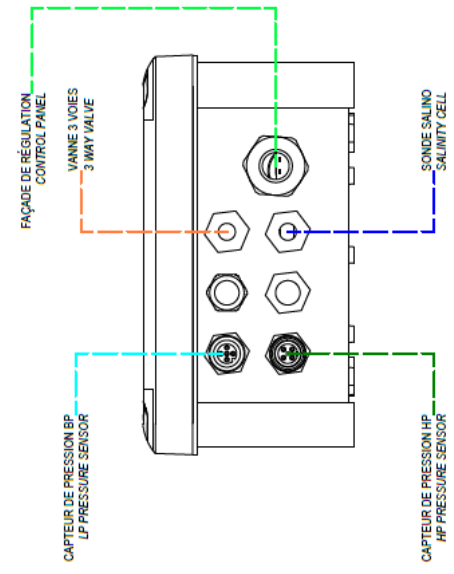 FAÇADE DE RÉGULATION
CONTROL PANEL
VANNE 3 VOIES
3 WAY VALVE
SONDE SALINO
SALINITY CELL
CAPTEUR DE PRESSION BP
LP PRESSURE SENSOR
CAPTEUR DE PRESSION HP
HP PRESSURE SENSOR